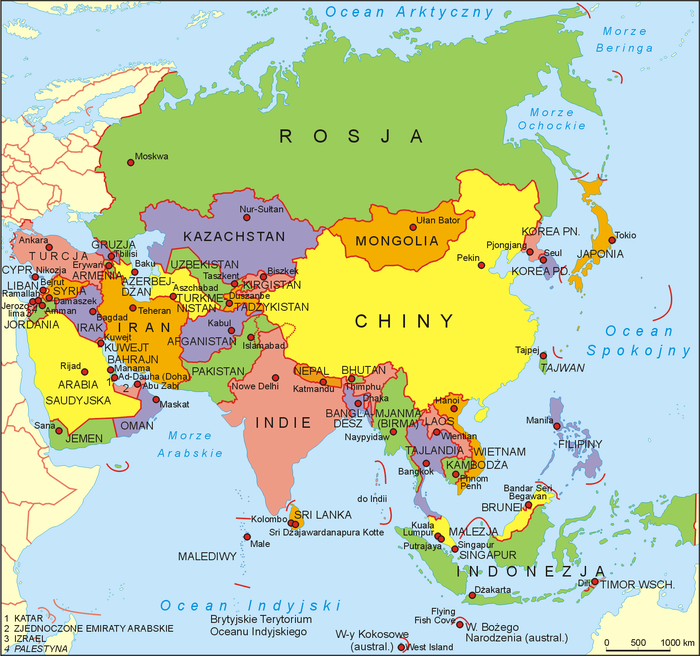 Ocean Arktyczny
Morze
Beringa
Morze
Ochockie
ROSJA
Moskwa
Nur-Sultan
KAZACHSTAN
Ułan Bator
MONGOLIA
KOREA PN.
Pjongjang
Seul
KOREA PD.
Tokio
JAPONIA
Pekin
CHINY
Ankara
TURCJA
GRUZJA
Tbilisi
Erywań
ARMENIA
Baku
AZERBEJ-
DŻAN
UZBEKISTAN
Taszkent
Biszkek
KIRGISTAN
Aszchabad
TURKME-
NISTAN
Duszanbe
TADŻYKISTAN
CYPR
Nikozja
LIBAN
Bejrut
SYRIA
Ramallah
Damaszek
Jerozo-
lima
3
4
Amman
JORDANIA
Bagdad
IRAK
Teheran
IRAN
Kabul
AFGANISTAN
Islamabad
PAKISTAN
Kuwejt
KUWEJT
BAHRAJN
Manama
Ad-Dauha (Doha)
1
2
Abu Zabi
Rijad
ARABIA
SAUDYJSKA
Maskat
OMAN
Sana
JEMEN
Morze
Arabskie
Nowe Delhi
INDIE
NEPAL
Katmandu
BHUTAN
Thimphu
Dhaka
BANGLA-
DESZ
MJANMA
(BIRMA)
Naypyidaw
Hanoi
LAOS
Wientian
TAJLANDIA
WIETNAM
Bangkok
KAMBODŻA
Phnom
Penh
Tajpej
TAJWAN
Ocean
Spokojny
Manila
FILIPINY
do Indii
Kolombo
SRI LANKA
Sri Dżajawardanapura Kotte
Male
MALEDIWY
Bandar Seri
Begawan
BRUNEI
Kuala
Lumpur
MALEZJA
Putrajaya
Singapur
SINGAPUR
INDONEZJA
Dżakarta
Dili
TIMOR WSCH.
Ocean Indyjski
Brytyjskie Terytorium
Oceanu Indyjskiego
Flying
Fish Cove
W. Bożego
Narodzenia (austral.)
W-y Kokosowe
(austral.)
West Island
1 KATAR
2 ZJEDNOCZONE EMIRATY ARABSKIE
3 IZRAEL
4 PALESTYNA
0 500 1000 km